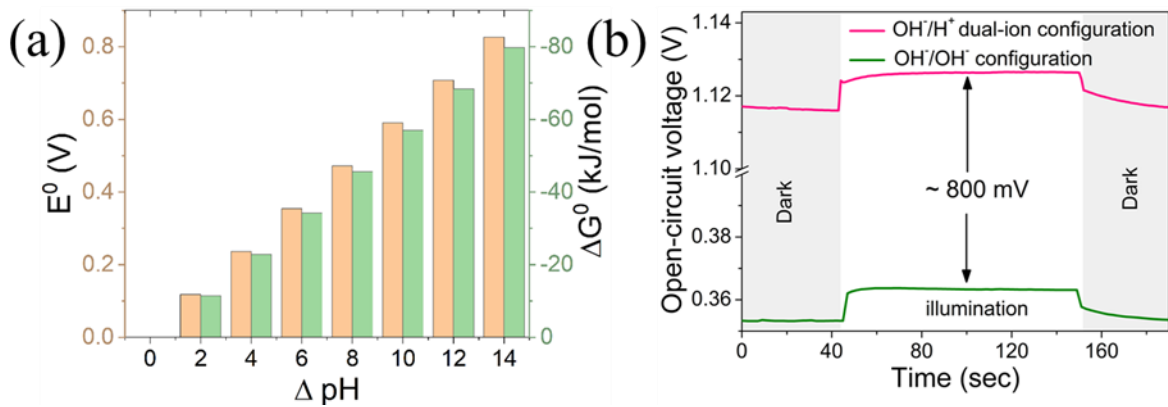 (a)
E⁰ (V)
0.8
0.6
0.4
0.2
0.0
0 2 4 6 8 10 12 14
Δ pH
-80
-60
-40
-20
0
ΔG⁰ (kJ/mol)
(b)
Open-circuit voltage (V)
1.14
1.12
1.10
0.38
0.36
OH⁻/H⁺ dual-ion configuration
OH⁻/OH⁻ configuration
Dark
~ 800 mV
Dark
illumination
0 40 80 120 160
Time (sec)